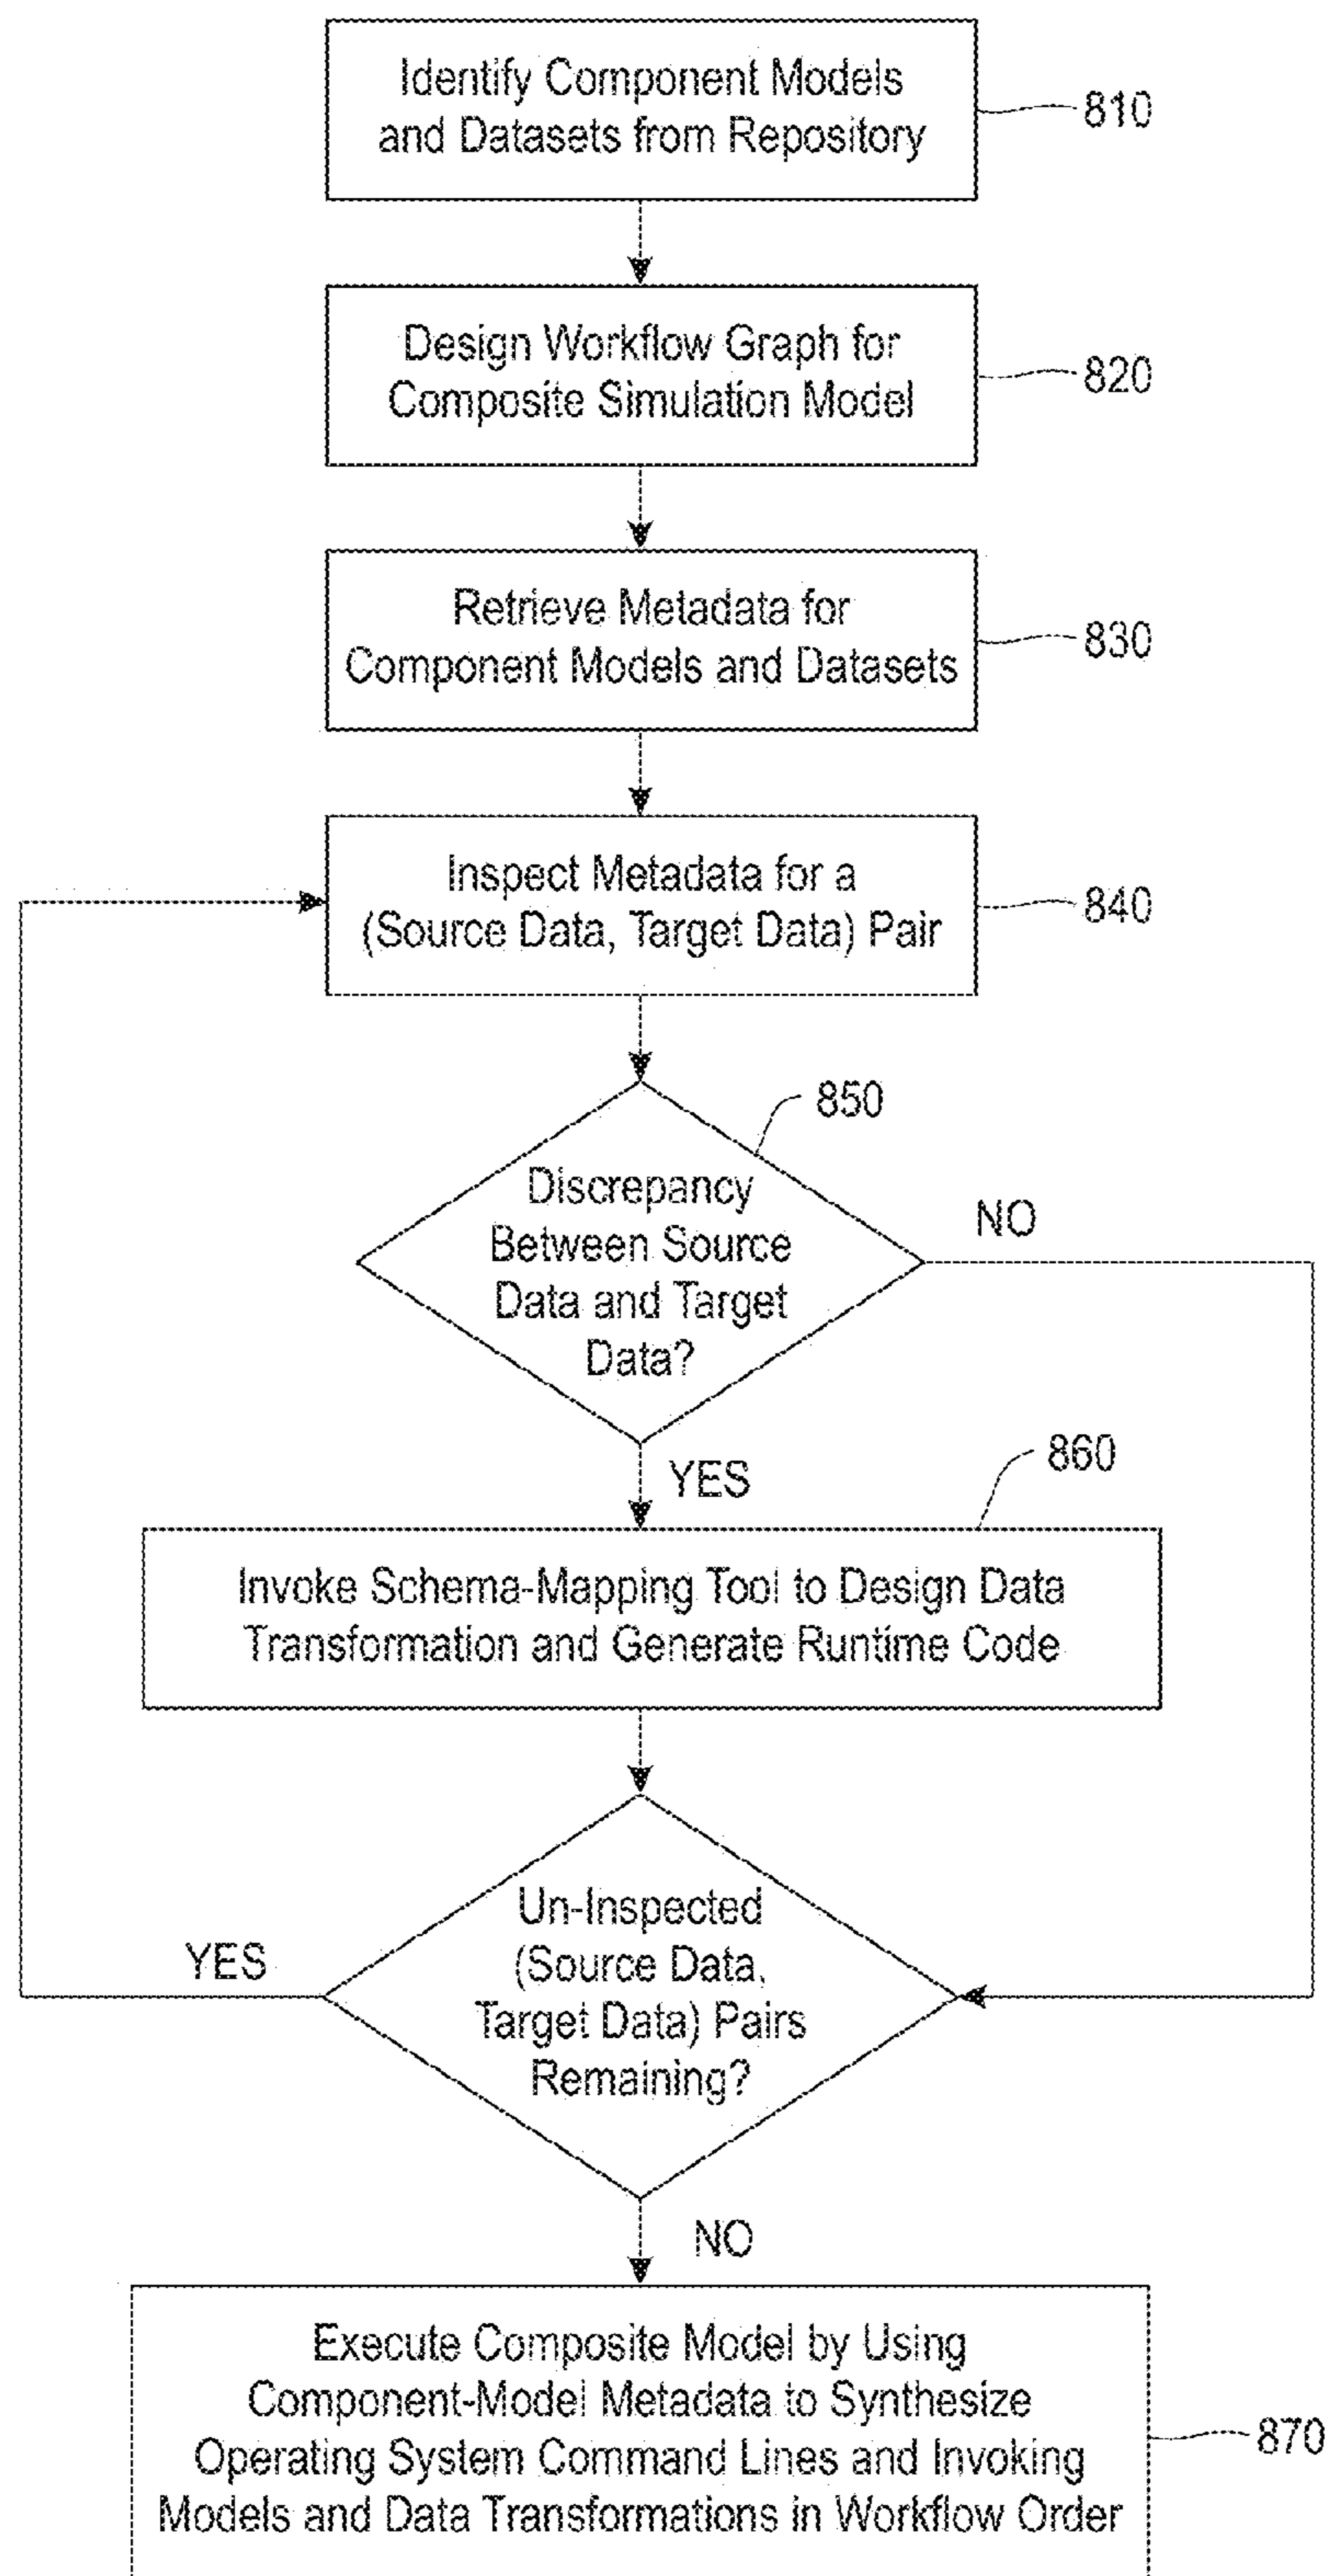 Identify Component Models
and Datasets from Repository
810
Design Workflow Graph for
Composite Simulation Model
820
Retrieve Metadata for
Component Models and Datasets
830
Inspect Metadata for a
(Source Data, Target Data) Pair
840
850
Discrepancy
Between Source
Data and Target
Data?
NO
YES
860
Invoke Schema-Mapping Tool to Design Data
Transformation and Generate Runtime Code
Un-Inspected
(Source Data,
Target Data) Pairs
Remaining?
YES
NO
Execute Composite Model by Using
Component-Model Metadata to Synthesize
Operating System Command Lines and Invoking
Models and Data Transformations in Workflow Order
870